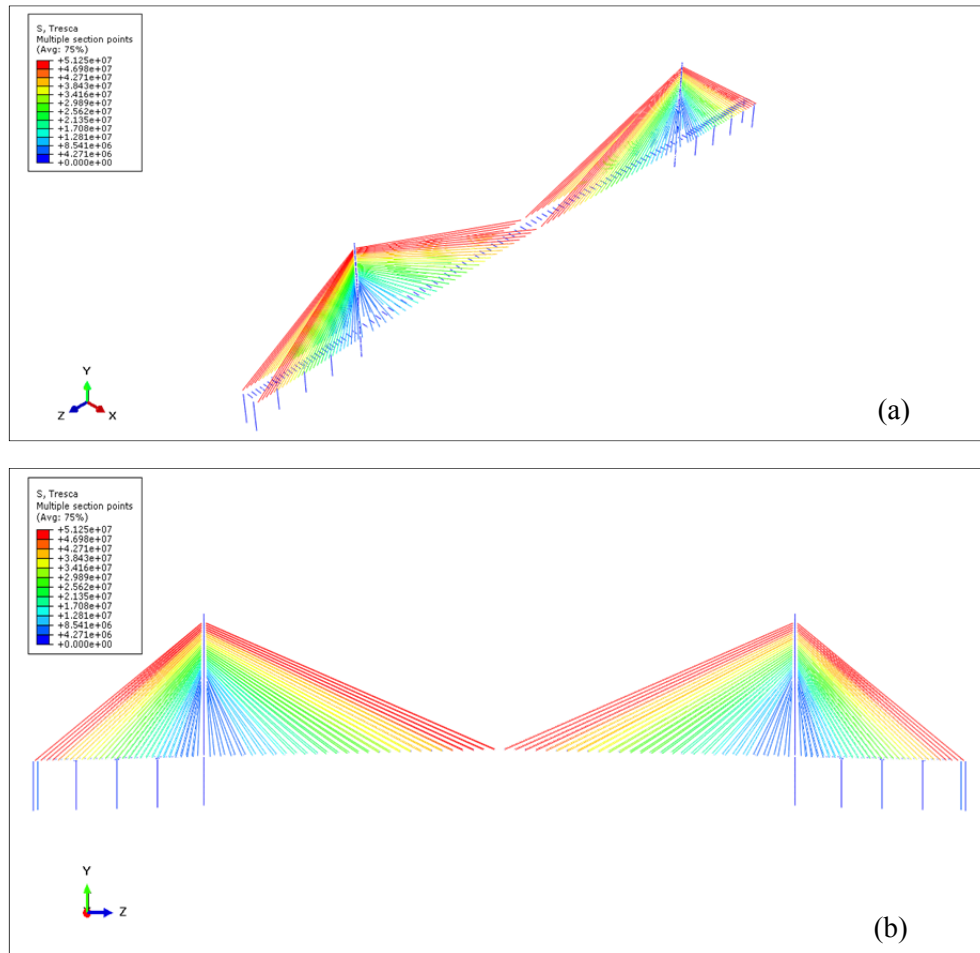 S, Tresca
Multiple section points
(Avg: 75%)
+5.125e+07
+4.698e+07
+4.271e+07
+3.843e+07
+3.416e+07
+2.989e+07
+2.562e+07
+2.135e+07
+1.708e+07
+1.281e+07
+8.541e+06
+4.271e+06
+0.000e+00
Y
Z
X
(a)
S, Tresca
Multiple section points
(Avg: 75%)
+5.125e+07
+4.698e+07
+4.271e+07
+3.843e+07
+3.416e+07
+2.989e+07
+2.562e+07
+2.135e+07
+1.708e+07
+1.281e+07
+8.541e+06
+4.271e+06
+0.000e+00
Y
Z
(b)